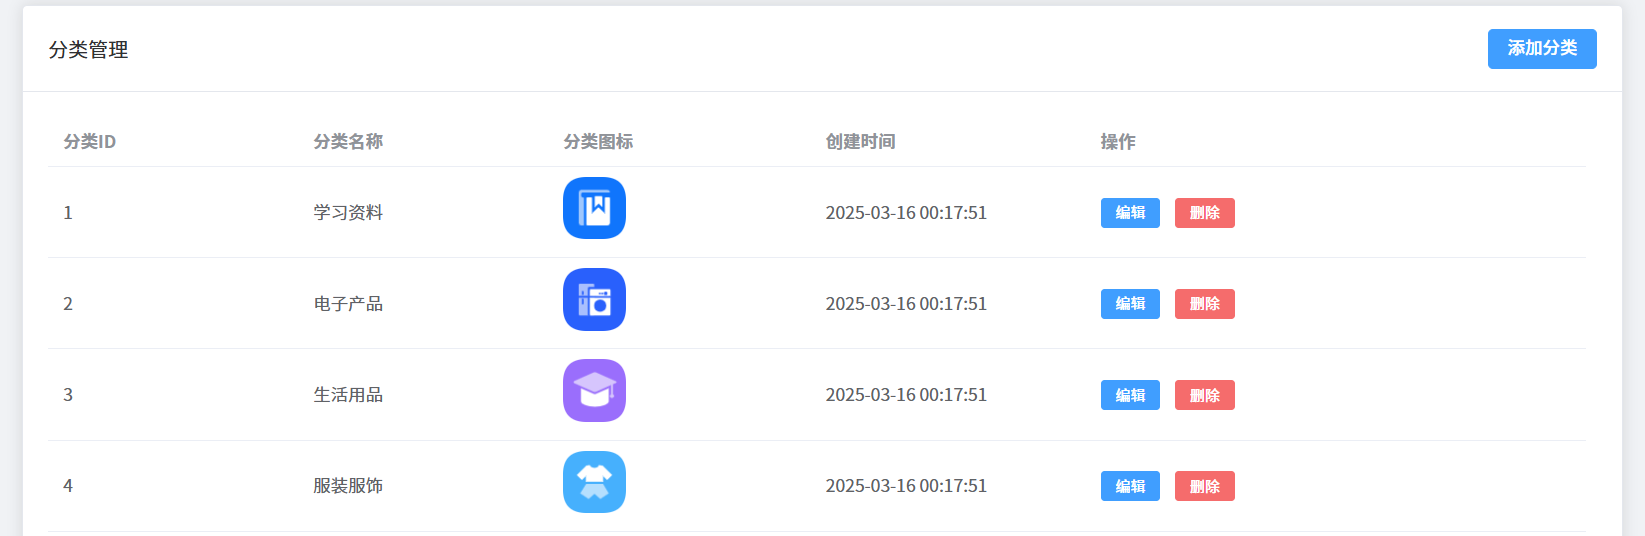 分类管理
添加分类
分类ID 分类名称 分类图标 创建时间 操作
1 学习资料 2025-03-16 00:17:51 编辑 删除
2 电子产品 2025-03-16 00:17:51 编辑 删除
3 生活用品 2025-03-16 00:17:51 编辑 删除
4 服装服饰 2025-03-16 00:17:51 编辑 删除